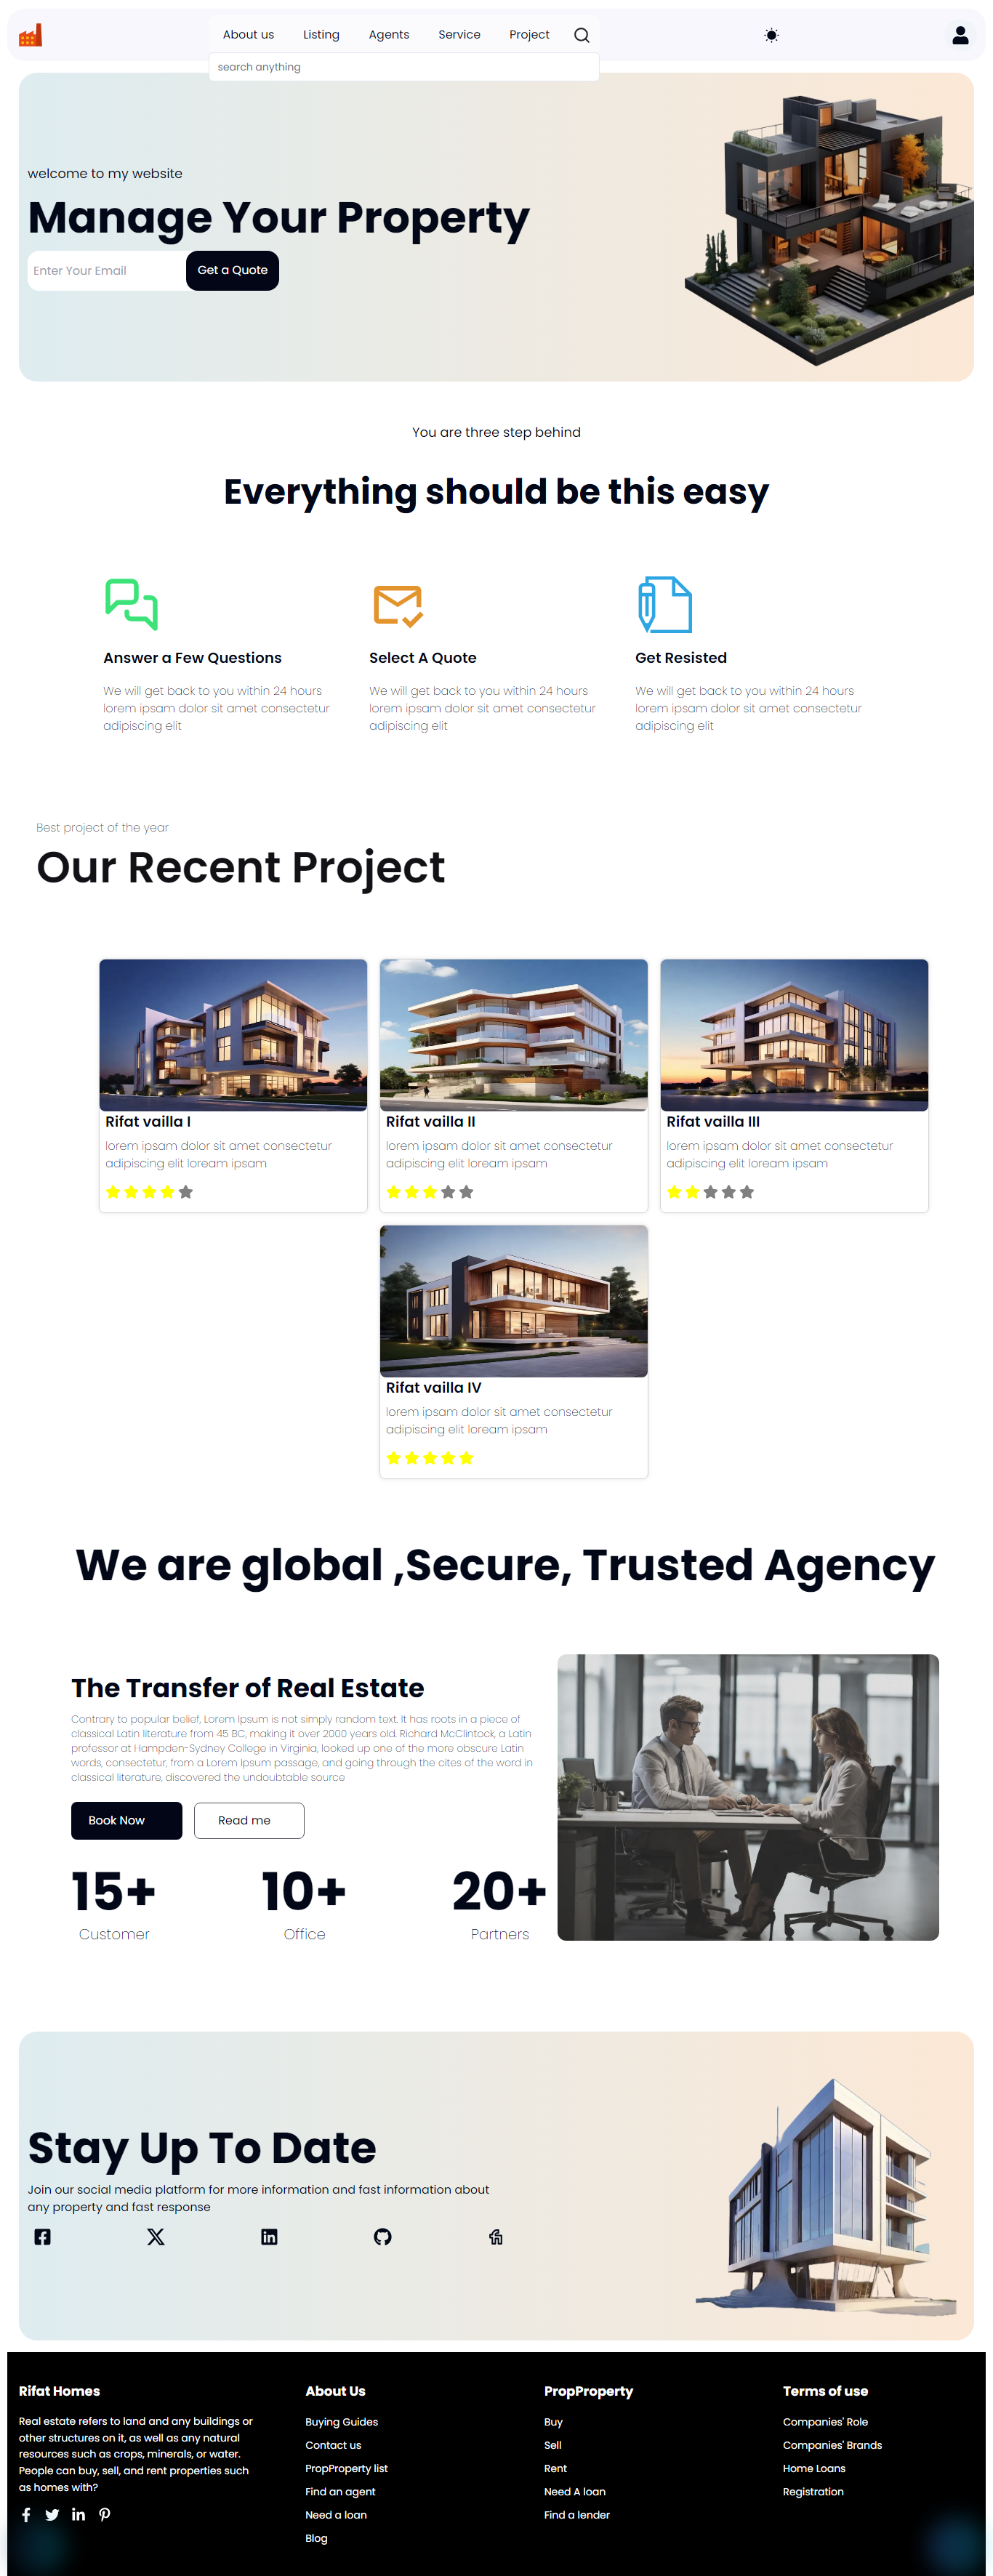 About us Listing Agents Service Project
search anything
welcome to my website
Manage Your Property
Enter Your Email Get a Quote
You are three step behind
Everything should be this easy
Answer a Few Questions
We will get back to you within 24 hours
lorem ipsam dolor sit amet consectetur
adipiscing elit
Select A Quote
We will get back to you within 24 hours
lorem ipsam dolor sit amet consectetur
adipiscing elit
Get Resisted
We will get back to you within 24 hours
lorem ipsam dolor sit amet consectetur
adipiscing elit
Best project of the year
Our Recent Project
Rifat vailla I
lorem ipsam dolor sit amet consectetur
adipiscing elit loream ipsam
Rifat vailla II
lorem ipsam dolor sit amet consectetur
adipiscing elit loream ipsam
Rifat vailla III
lorem ipsam dolor sit amet consectetur
adipiscing elit loream ipsam
Rifat vailla IV
lorem ipsam dolor sit amet consectetur
adipiscing elit loream ipsam
We are global ,Secure, Trusted Agency
The Transfer of Real Estate
Contrary to popular belief, Lorem Ipsum is not simply random text. It has roots in a piece of
classical Latin literature from 45 BC, making it over 2000 years old. Richard McClintock, a Latin
professor at Hampden-Sydney College in Virginia, looked up one of the more obscure Latin
words, consectetur, from a Lorem Ipsum passage, and going through the cites of the word in
classical literature, discovered the undoubtable source
Book Now Read me
15+ 10+ 20+
Customer Office Partners
Stay Up To Date
Join our social media platform for more information and fast information about
any property and fast response
Rifat Homes
Real estate refers to land and any buildings or
other structures on it, as well as any natural
resources such as crops, minerals, or water.
People can buy, sell, and rent properties such
as homes with?
About Us
Buying Guides
Contact us
PropProperty list
Find an agent
Need a loan
Blog
PropProperty
Buy
Sell
Rent
Need A loan
Find a lender
Terms of use
Companies' Role
Companies' Brands
Home Loans
Registration